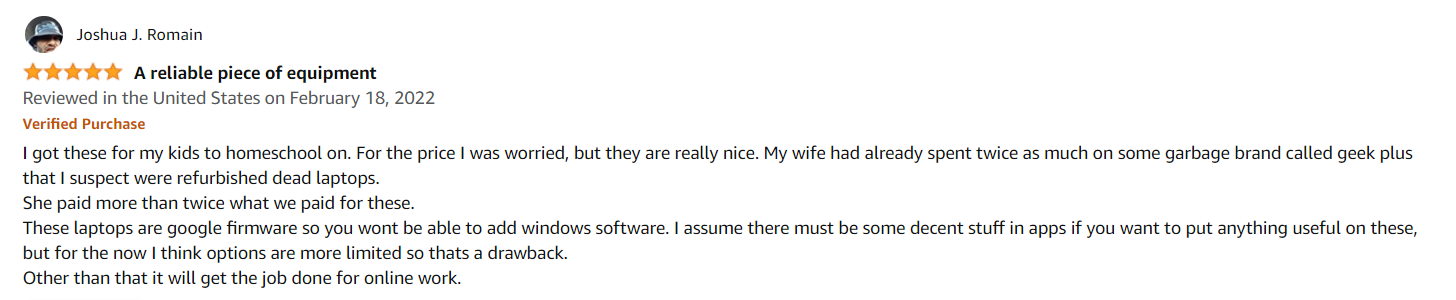 Joshua J. Romain
A reliable piece of equipment
Reviewed in the United States on February 18, 2022
Verified Purchase
I got these for my kids to homeschool on. For the price I was worried, but they are really nice. My wife had already spent twice as much on some garbage brand called geek plus
that I suspect were refurbished dead laptops.
She paid more than twice what we paid for these.
These laptops are google firmware so you wont be able to add windows software. I assume there must be some decent stuff in apps if you want to put anything useful on these,
but for the now I think options are more limited so thats a drawback.
Other than that it will get the job done for online work.